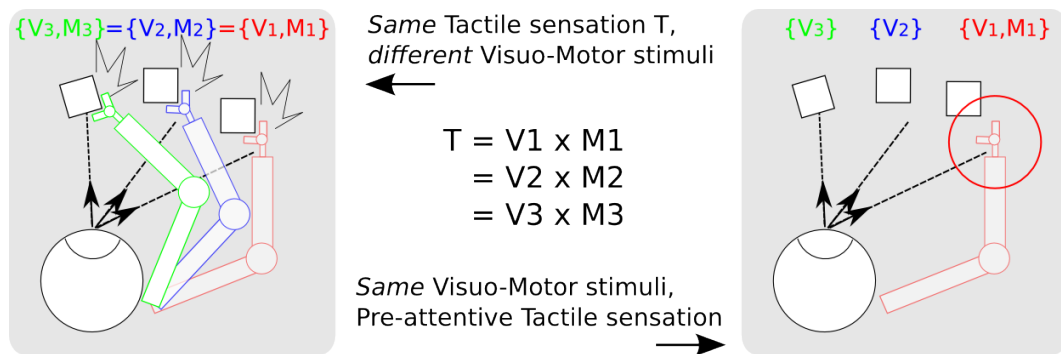 {V₃,M₃}={V₂,M₂}={V₁,M₁}
Same Tactile sensation T,
different Visuo-Motor stimuli
T = V1 x M1
= V2 x M2
= V3 x M3
Same Visuo-Motor stimuli,
Pre-attentive Tactile sensation
{V₃} {V₂} {V₁,M₁}